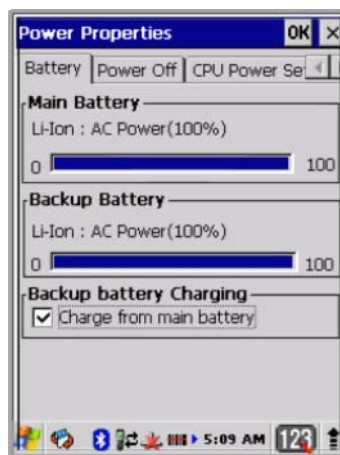 Power Properties OK ×
Battery Power Off CPU Power Se
Main Battery
Li-Ion : AC Power(100%)
0 100
Backup Battery
Li-Ion : AC Power(100%)
0 100
Backup battery Charging
Charge from main battery
5:09 AM 123